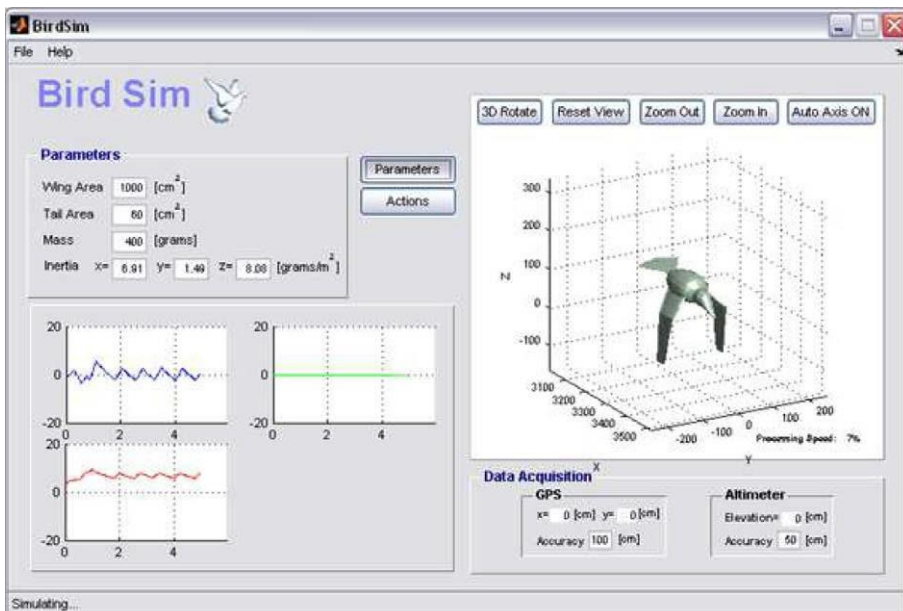 BirdSim
File Help
Bird Sim
Parameters
Wing Area 1000 [cm²]
Tail Area 60 [cm²]
Mass 400 [grams]
Inertia x= 6.91 y= 1.49 z= 8.08 [grams/m²]
Parameters
Actions
3D Rotate Reset View Zoom Out Zoom In Auto Axis ON
300
200
100
0
-100
Z
3100
3200
3300
3400
3500
X
-200
-100
0
100
200
Y
Processing Speed: 7%
20
0
-20
0 2 4
20
0
-20
0 2 4
20
0
-20
0 2 4
Data Acquisition
GPS
x= 0 [cm] y= 0 [cm]
Accuracy 100 [cm]
Altimeter
Elevation= 0 [cm]
Accuracy 50 [cm]
Simulating...